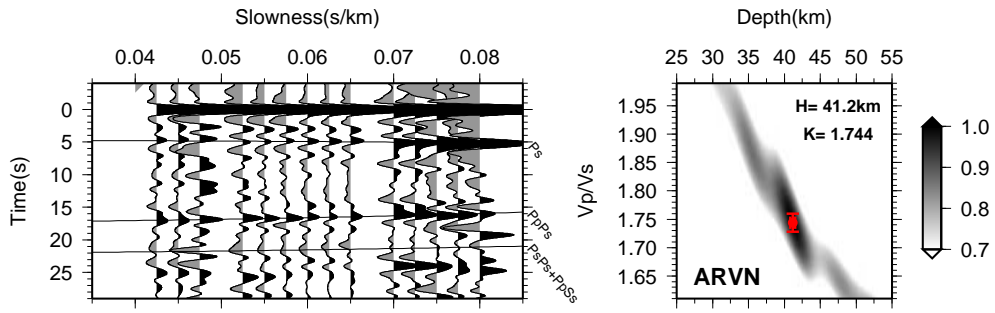 Slowness(s/km)
0.04 0.05 0.06 0.07 0.08
Time(s)
0
5
10
15
20
25
Ps
PpPs
PsPs+PpSs
Depth(km)
25 30 35 40 45 50 55
Vp/Vs
1.95
1.90
1.85
1.80
1.75
1.70
1.65
H= 41.2km
K= 1.744
ARVN
1.0
0.9
0.8
0.7